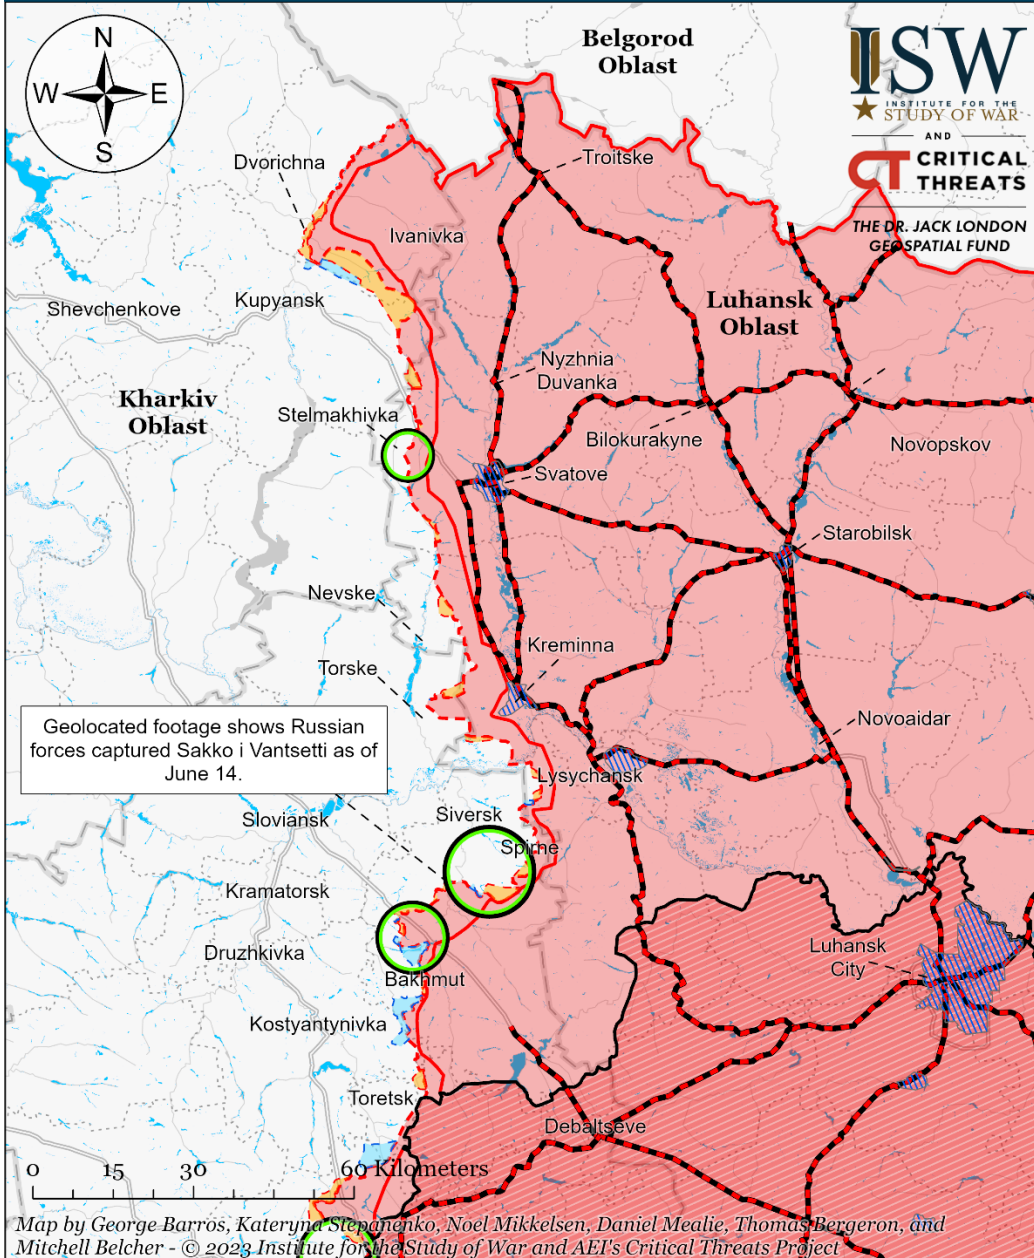 N
W
E
S
Belgorod
Oblast
ISW
INSTITUTE FOR THE
STUDY OF WAR
AND
CT CRITICAL
THREATS
THE DR. JACK LONDON
GEOSPATIAL FUND
Dvorichna
Troitske
Ivanivka
Shevchenkove
Kupyansk
Luhansk
Oblast
Nyzhnia
Duvanka
Kharkiv
Oblast
Stelmakhivka
Bilokurakyne
Novopskov
Svatove
Starobilsk
Nevske
Kreminna
Torske
Geolocated footage shows Russian
forces captured Sakko i Vantsetti as of
June 14.
Novoaidar
Lysychansk
Sloviansk
Siversk
Spirne
Kramatorsk
Druzhkivka
Luhansk
City
Bakhmut
Kostyantynivka
Toretsk
Debaltseve
0 15 30 60 Kilometers
Map by George Barros, Kateryna Stepanenko, Noel Mikkelsen, Daniel Mealie, Thomas Bergeron, and
Mitchell Belcher - © 2023 Institute for the Study of War and AEI's Critical Threats Project